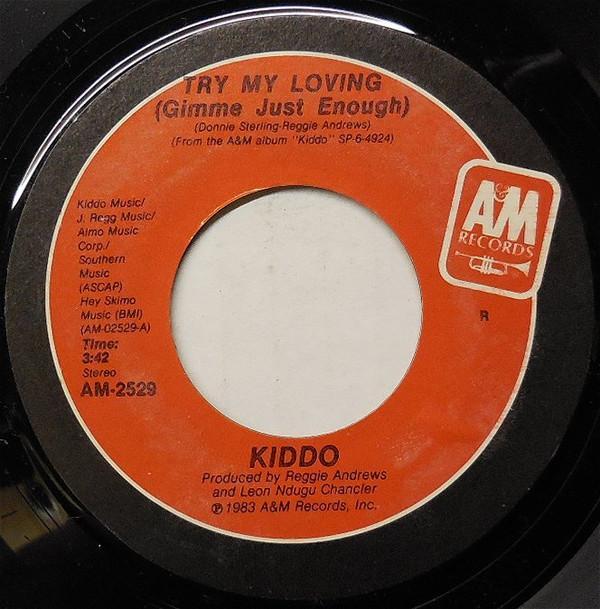 TRY MY LOVING
(Gimme Just Enough)
(Donnie Sterling-Reggie Andrews)
(From the A&M album "Kiddo" SP-6-4924)
A&M
RECORDS
Kiddo Music/
J. Regg Music/
Almo Music
Corp./
Southern
Music
(ASCAP)
Hey Skimo
Music (BMI)
(AM-02529-A)
Time:
3:42
Stereo
AM-2529
R
KIDDO
Produced by Reggie Andrews
and Leon Ndugu Chancler
℗ 1983 A&M Records, Inc.